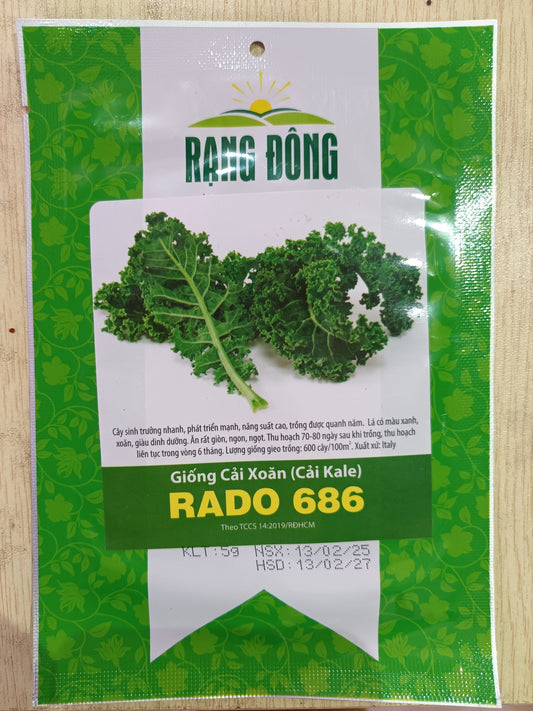 RẠNG ĐÔNG
Cây sinh trưởng nhanh, phát triển mạnh, năng suất cao, trồng được quanh năm. Lá có màu xanh,
xoăn, giàu dinh dưỡng. Ăn rất giòn, ngon, ngọt. Thu hoạch 70-80 ngày sau khi trồng, thu hoạch
liên tục trong vòng 6 tháng. Lượng giống gieo trồng: 600 cây/100m². Xuất xứ: Italy
Giống Cải Xoăn (Cải Kale)
RADO 686
Theo TCCS 14:2019/RĐHCM
KLT:5g NSX:13/02/25
HSD:13/02/27